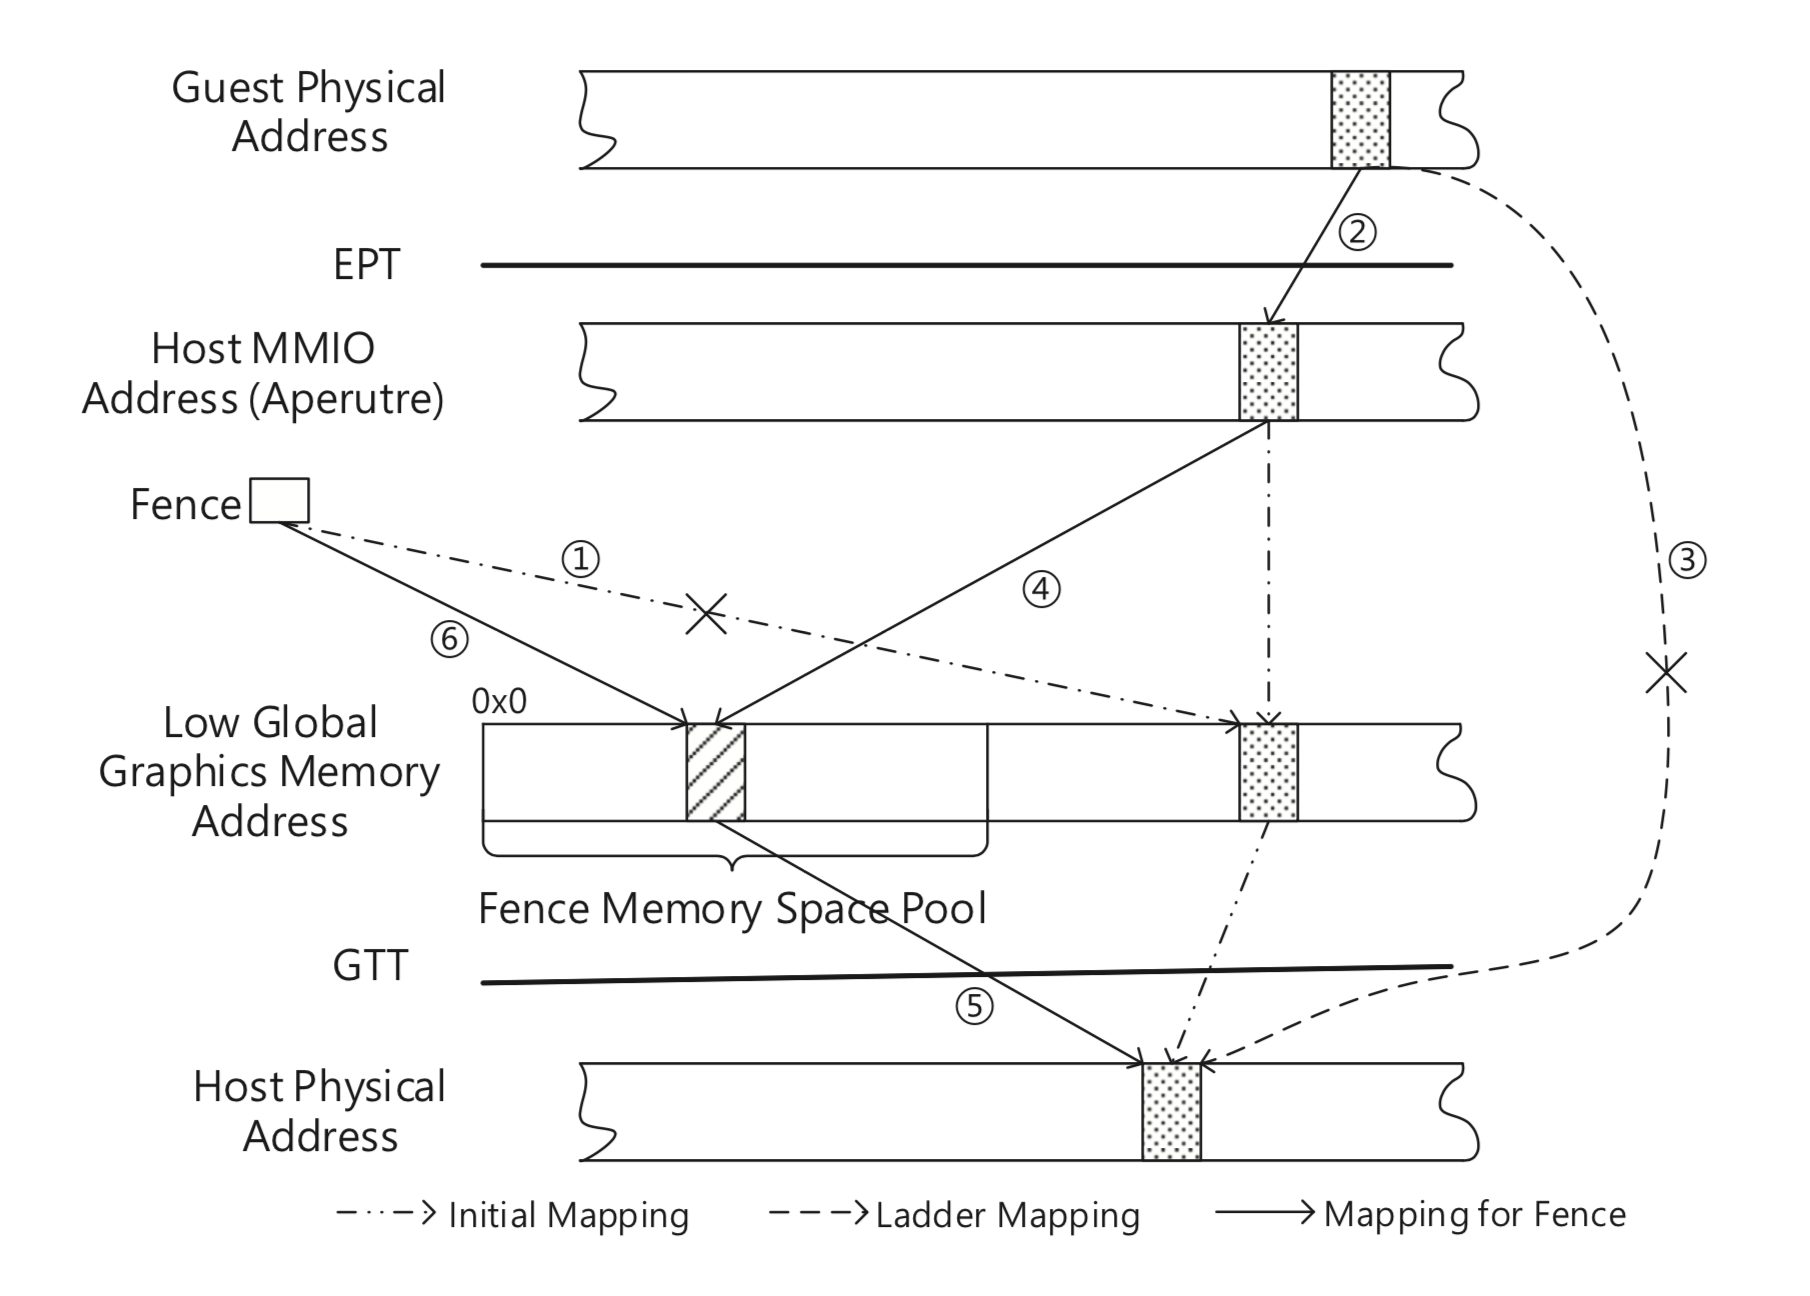 Guest Physical
Address
②
EPT
Host MMIO
Address (Aperutre)
Fence
①
③
④
⑥
0x0
Low Global
Graphics Memory
Address
Fence Memory Space Pool
GTT
⑤
Host Physical
Address
Initial Mapping
Ladder Mapping
Mapping for Fence